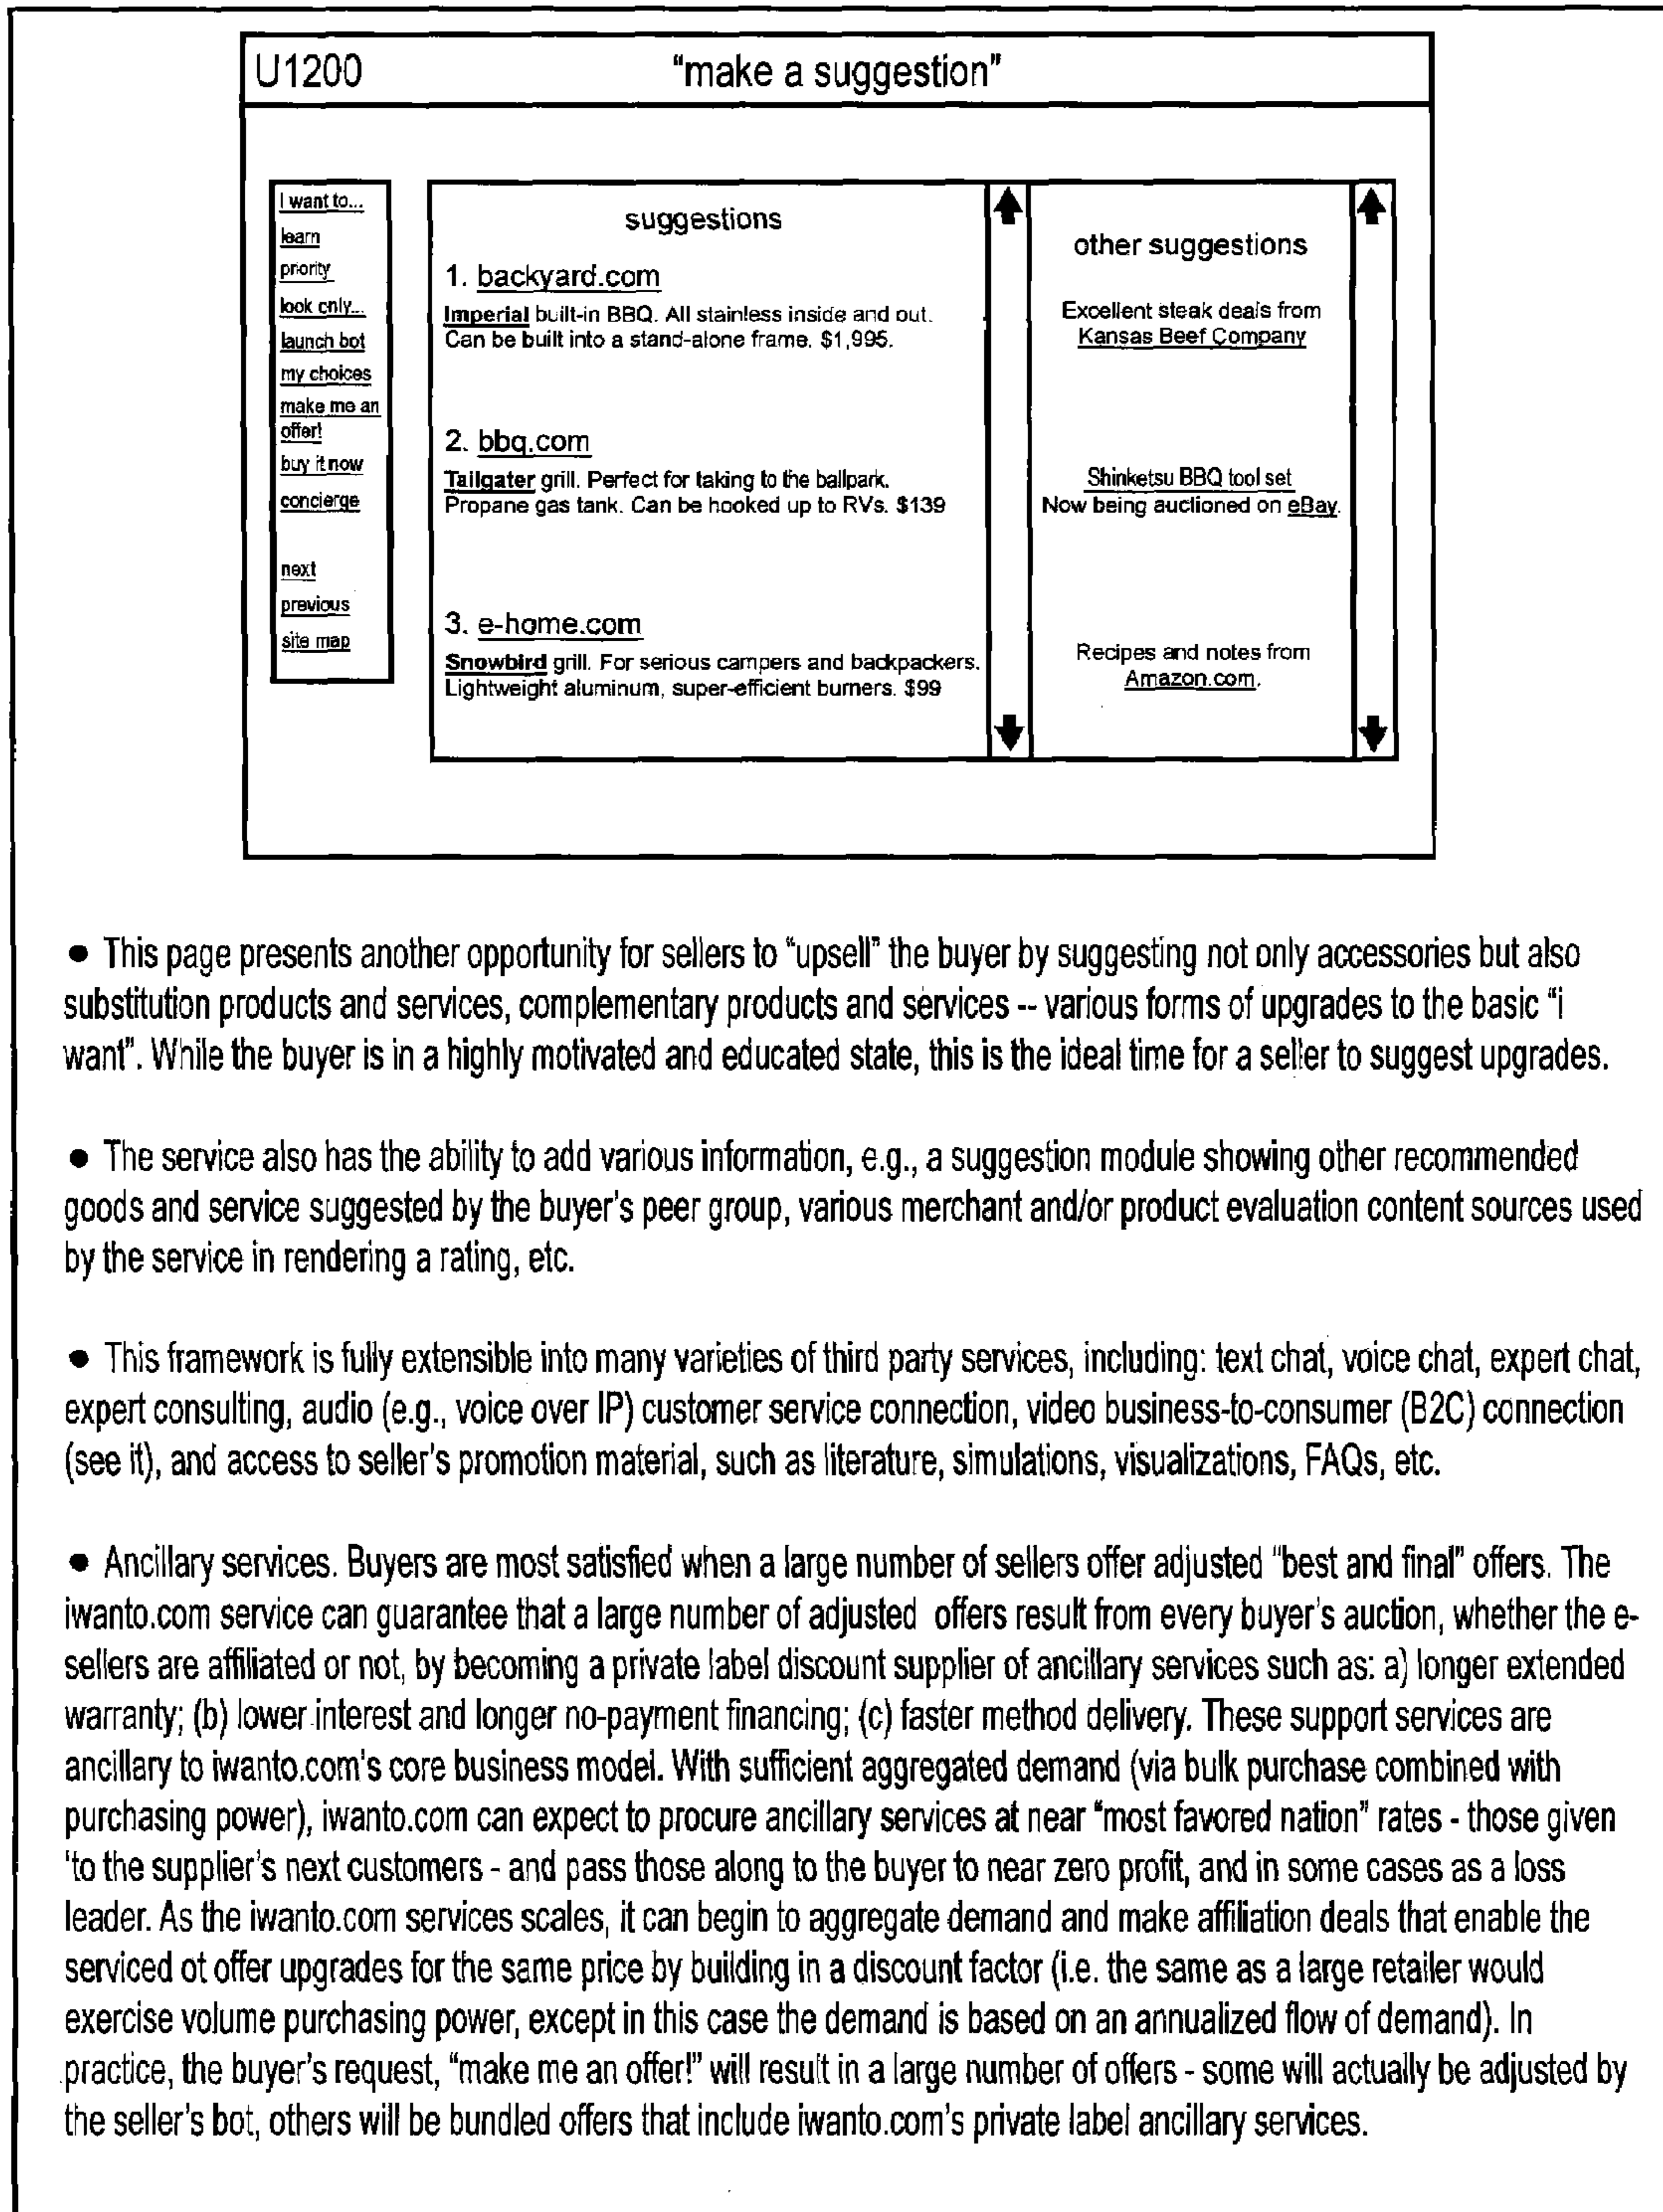 U1200 "make a suggestion"
I want to...
learn
priority
look only...
launch bot
my choices
make me an
offer!
buy it now
concierge
next
previous
site map
suggestions
1. backyard.com
Imperial built-in BBQ. All stainless inside and out.
Can be built into a stand-alone frame. $1,995.
2. bbq.com
Tailgater grill. Perfect for taking to the ballpark.
Propane gas tank. Can be hooked up to RVs. $139
3. e-home.com
Snowbird grill. For serious campers and backpackers.
Lightweight aluminum, super-efficient burners. $99
other suggestions
Excellent steak deals from
Kansas Beef Company
Shinketsu BBQ tool set
Now being auctioned on eBay.
Recipes and notes from
Amazon.com.
• This page presents another opportunity for sellers to "upsell" the buyer by suggesting not only accessories but also
substitution products and services, complementary products and services -- various forms of upgrades to the basic "i
want". While the buyer is in a highly motivated and educated state, this is the ideal time for a seller to suggest upgrades.
• The service also has the ability to add various information, e.g., a suggestion module showing other recommended
goods and service suggested by the buyer's peer group, various merchant and/or product evaluation content sources used
by the service in rendering a rating, etc.
• This framework is fully extensible into many varieties of third party services, including: text chat, voice chat, expert chat,
expert consulting, audio (e.g., voice over IP) customer service connection, video business-to-consumer (B2C) connection
(see it), and access to seller's promotion material, such as literature, simulations, visualizations, FAQs, etc.
• Ancillary services. Buyers are most satisfied when a large number of sellers offer adjusted "best and final" offers. The
iwanto.com service can guarantee that a large number of adjusted offers result from every buyer's auction, whether the e-
sellers are affiliated or not, by becoming a private label discount supplier of ancillary services such as: a) longer extended
warranty; (b) lower interest and longer no-payment financing; (c) faster method delivery. These support services are
ancillary to iwanto.com's core business model. With sufficient aggregated demand (via bulk purchase combined with
purchasing power), iwanto.com can expect to procure ancillary services at near "most favored nation" rates - those given
'to the supplier's next customers - and pass those along to the buyer to near zero profit, and in some cases as a loss
leader. As the iwanto.com services scales, it can begin to aggregate demand and make affiliation deals that enable the
serviced ot offer upgrades for the same price by building in a discount factor (i.e. the same as a large retailer would
exercise volume purchasing power, except in this case the demand is based on an annualized flow of demand). In
practice, the buyer's request, "make me an offer!" will result in a large number of offers - some will actually be adjusted by
the seller's bot, others will be bundled offers that include iwanto.com's private label ancillary services.